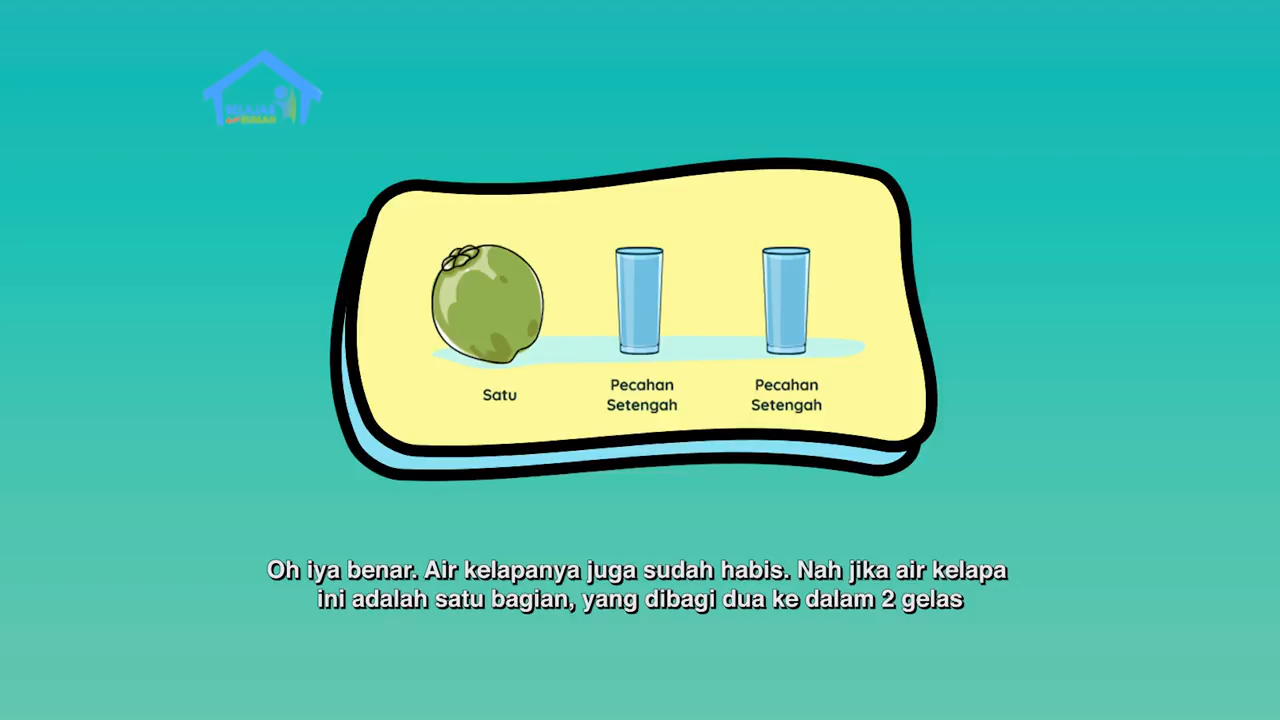 Satu
Pecahan
Setengah
Pecahan
Setengah
Oh iya benar. Air kelapanya juga sudah habis. Nah jika air kelapa
ini adalah satu bagian, yang dibagi dua ke dalam 2 gelas